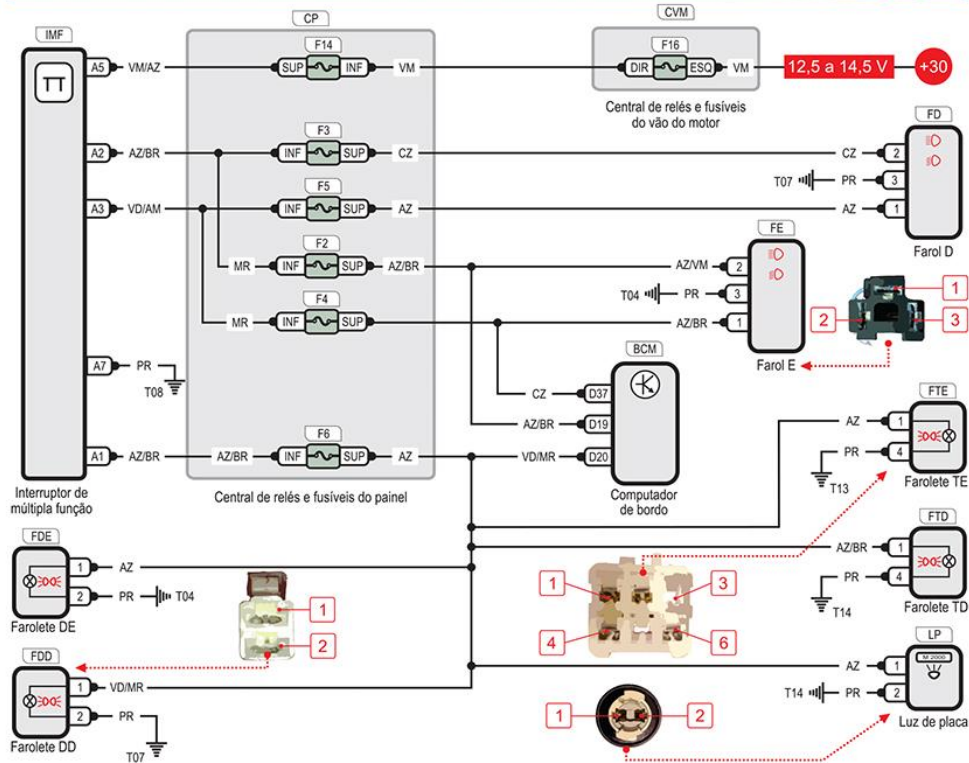 CP
CVM
IMF
F14
F16
A5 VM/AZ SUP INF VM DIR ESQ VM 12,5 a 14,5 V +30
Central de relés e fusíveis
do vão do motor
FD
F3
A2 AZ/BR INF SUP CZ CZ 2
T07 PR 3
F5
A3 VD/AM INF SUP AZ AZ 1
Farol D
F2
FE
MR INF SUP AZ/BR AZ/VM 2
T04 PR 3
F4
MR INF SUP AZ/BR 1
Farol E
1
2
3
BCM
A7 PR
T08
CZ D37
AZ/BR D19
VD/MR D20
Computador
de bordo
F6
A1 AZ/BR AZ/BR INF SUP AZ
Interruptor de
múltipla função
Central de relés e fusíveis do painel
FTE
AZ 1
PR 4
T13
Farolete TE
FTD
AZ/BR 1
PR 4
T14
Farolete TD
FDE
1 AZ
2 PR T04
Farolete DE
1
2
1
3
4
6
FDD
1 VD/MR
2 PR
T07
Farolete DD
LP
M 2000
AZ 1
T14 PR 2
Luz de placa
1
2